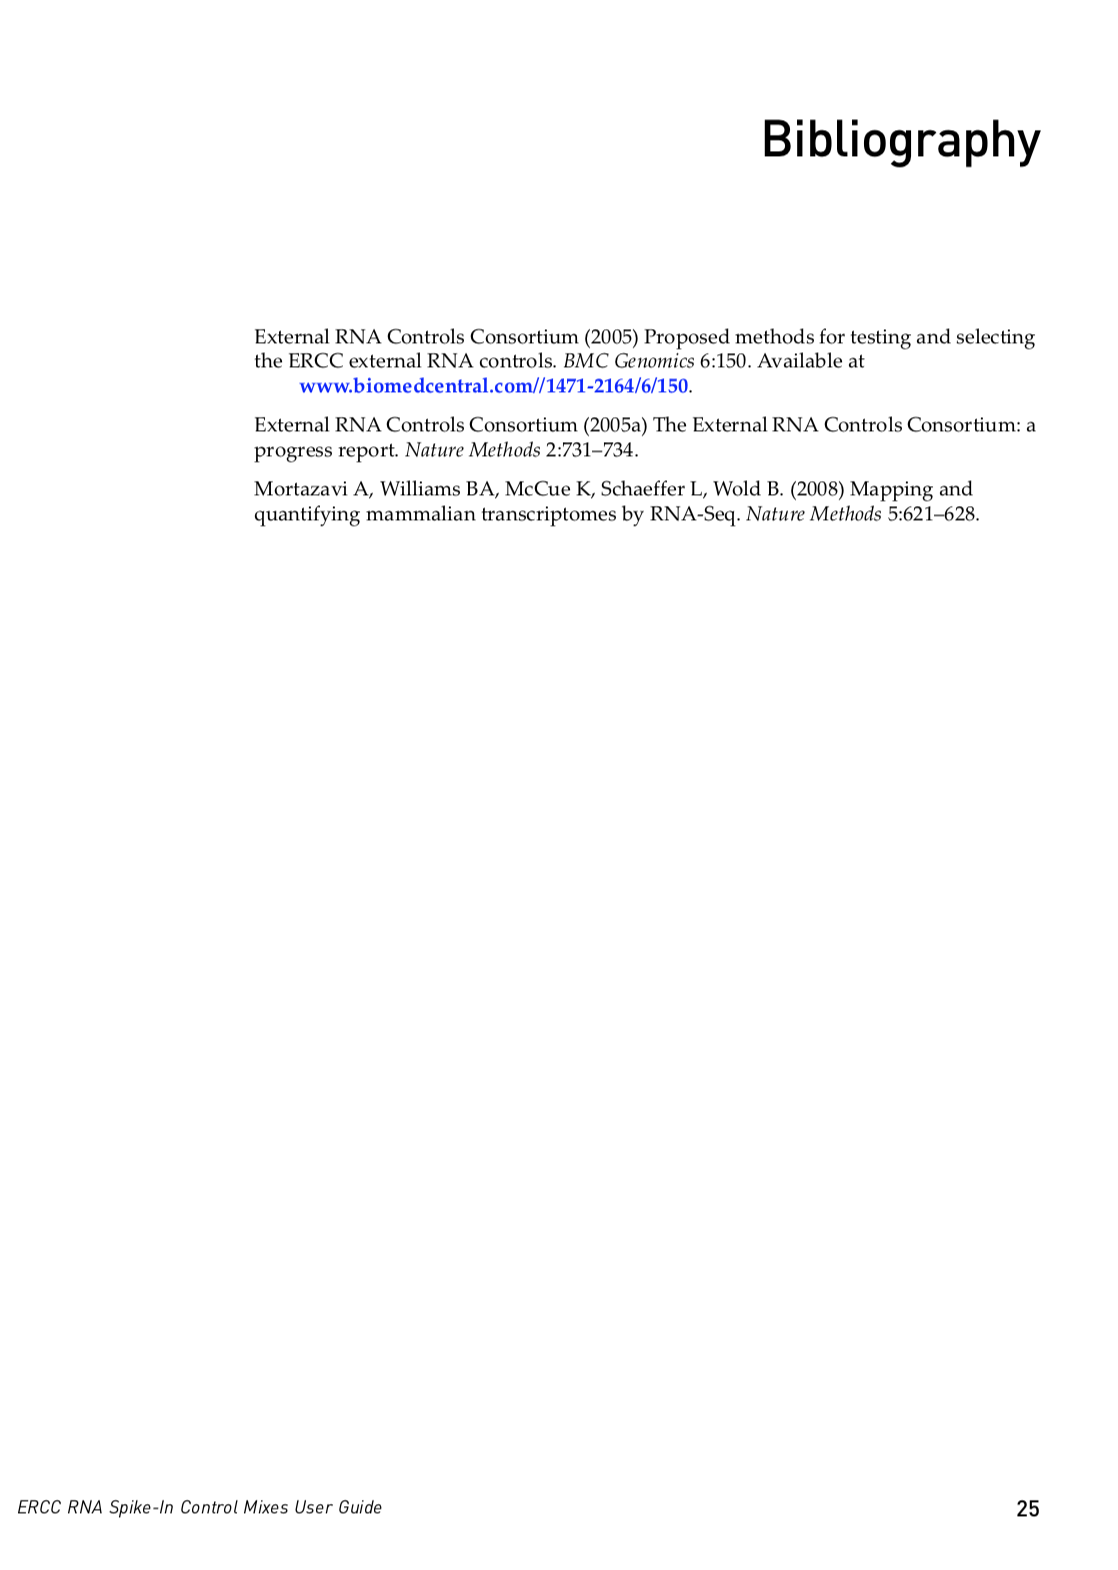 Bibliography
External RNA Controls Consortium (2005) Proposed methods for testing and selecting
the ERCC external RNA controls. BMC Genomics 6:150. Available at
www.biomedcentral.com//1471-2164/6/150.
External RNA Controls Consortium (2005a) The External RNA Controls Consortium: a
progress report. Nature Methods 2:731–734.
Mortazavi A, Williams BA, McCue K, Schaeffer L, Wold B. (2008) Mapping and
quantifying mammalian transcriptomes by RNA-Seq. Nature Methods 5:621–628.
ERCC RNA Spike-In Control Mixes User Guide
25